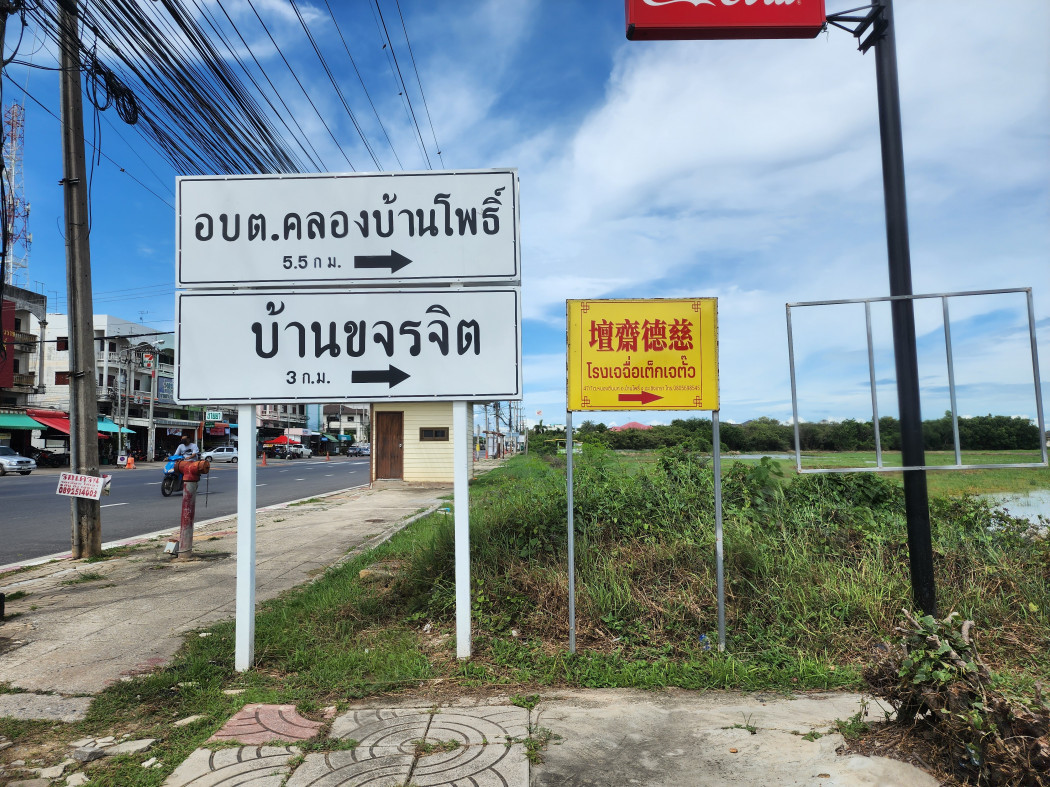 อบต.คลองบ้านโพธิ์
5.5 ก ม.
บ้านขจรจิต
3 ก.ม.
壇齋德慈
โรงเจฉื่อเต็กเจตั๊ว
0892514002